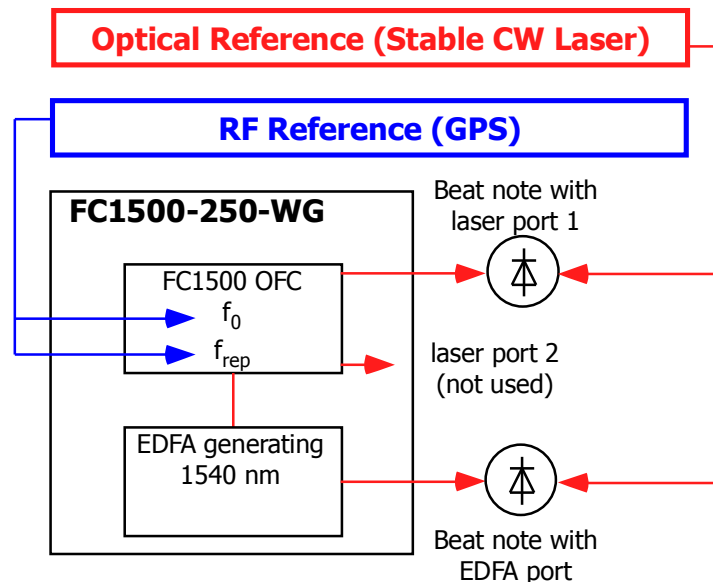 Optical Reference (Stable CW Laser)
RF Reference (GPS)
FC1500-250-WG
Beat note with
laser port 1
FC1500 OFC
f0
frep
laser port 2
(not used)
EDFA generating
1540 nm
Beat note with
EDFA port